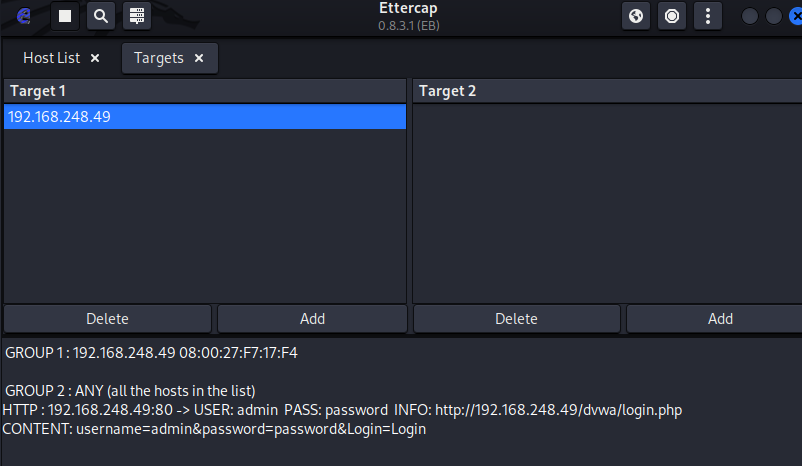 Ettercap
0.8.3.1 (EB)
Host List
Targets
Target 1
Target 2
192.168.248.49
Delete
Add
Delete
Add
GROUP 1 : 192.168.248.49 08:00:27:F7:17:F4
GROUP 2 : ANY (all the hosts in the list)
HTTP : 192.168.248.49:80 -> USER: admin PASS: password INFO: http://192.168.248.49/dvwa/login.php
CONTENT: username=admin&password=password&Login=Login